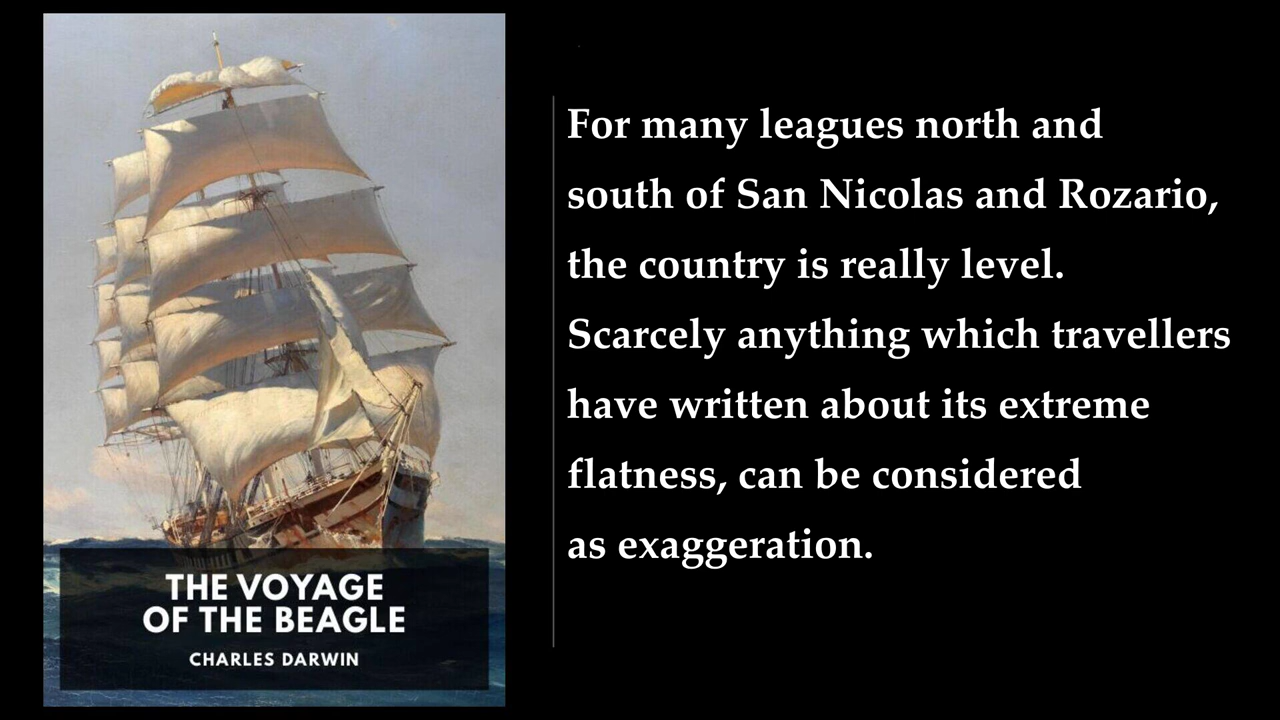 For many leagues north and
south of San Nicolas and Rozario,
the country is really level.
Scarcely anything which travellers
have written about its extreme
flatness, can be considered
as exaggeration.
THE VOYAGE
OF THE BEAGLE
CHARLES DARWIN